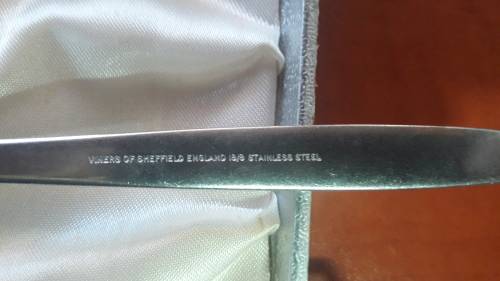 VINERS OF SHEFFIELD ENGLAND 18/8 STAINLESS STEEL